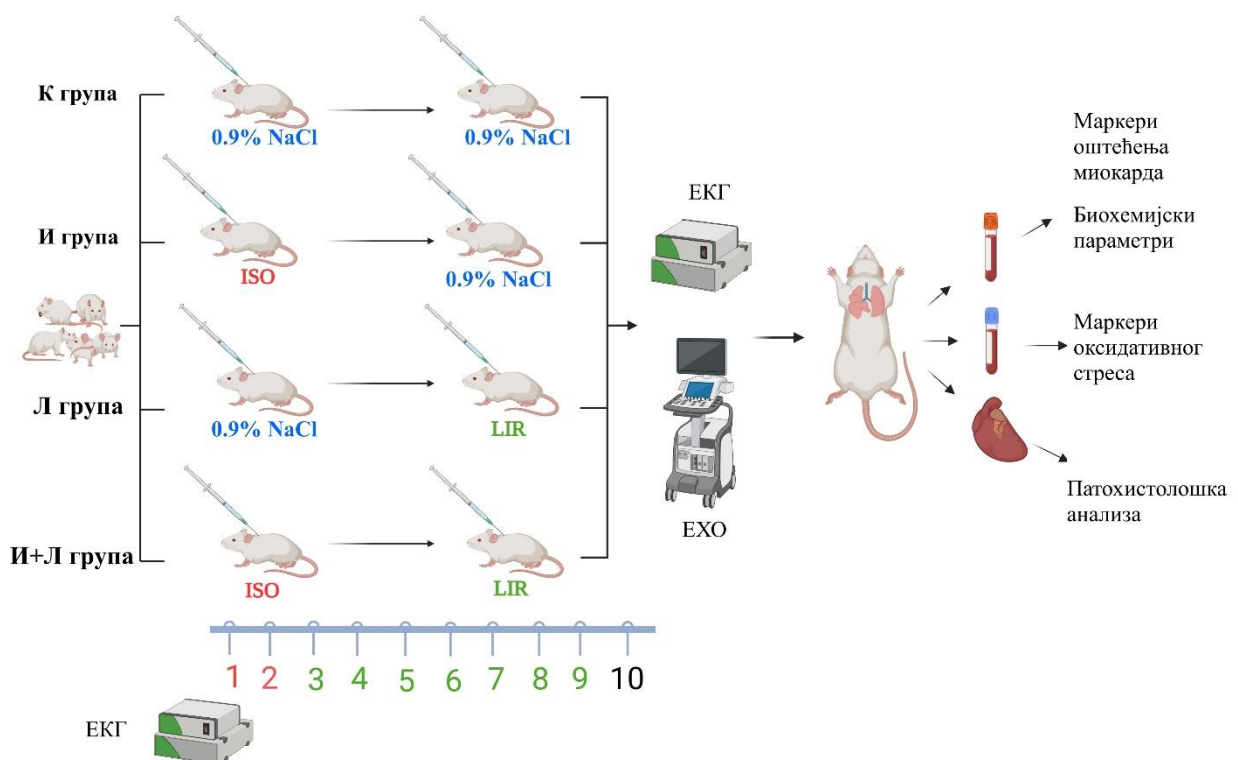 К група
0.9% NaCl
0.9% NaCl
И група
ISO
0.9% NaCl
Л група
0.9% NaCl
LIR
И+Л група
ISO
LIR
1 2 3 4 5 6 7 8 9 10
ЕКГ
ЕКГ
ЕХО
Маркери
оштећења
миокарда
Биохемијски
параметри
Маркери
оксидативног
стреса
Патохистолошка
анализа